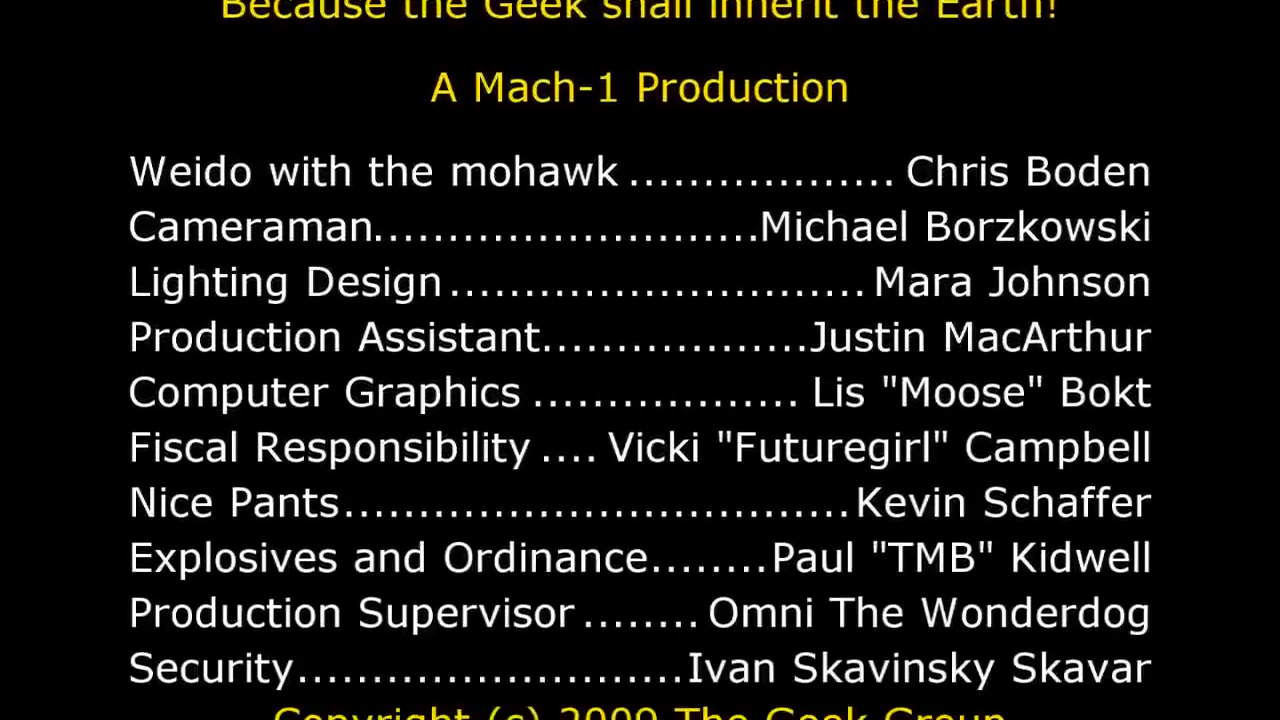 Because the Geek shall inherit the Earth!
A Mach-1 Production
Weido with the mohawk .................. Chris Boden
Cameraman..........................Michael Borzkowski
Lighting Design ............................ Mara Johnson
Production Assistant..................Justin MacArthur
Computer Graphics .................. Lis "Moose" Bokt
Fiscal Responsibility .... Vicki "Futuregirl" Campbell
Nice Pants..................................Kevin Schaffer
Explosives and Ordinance........Paul "TMB" Kidwell
Production Supervisor ........ Omni The Wonderdog
Security..........................Ivan Skavinsky Skavar
Copyright (c) 2009 The Geek Group